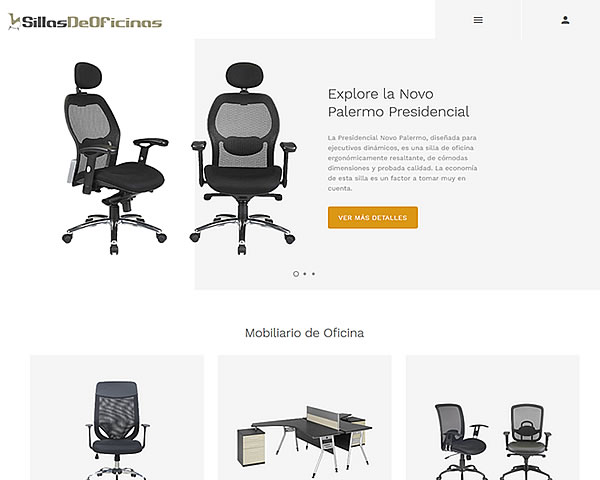 SillasDeOficinas
Explore la Novo
Palermo Presidencial
La Presidencial Novo Palermo, diseñada para
ejecutivos dinámicos, es una silla de oficina
ergonómicamente resaltante, de cómodas
dimensiones y probada calidad. La economía
de esta silla es un factor a tomar muy en
cuenta.
VER MÁS DETALLES
Mobiliario de Oficina